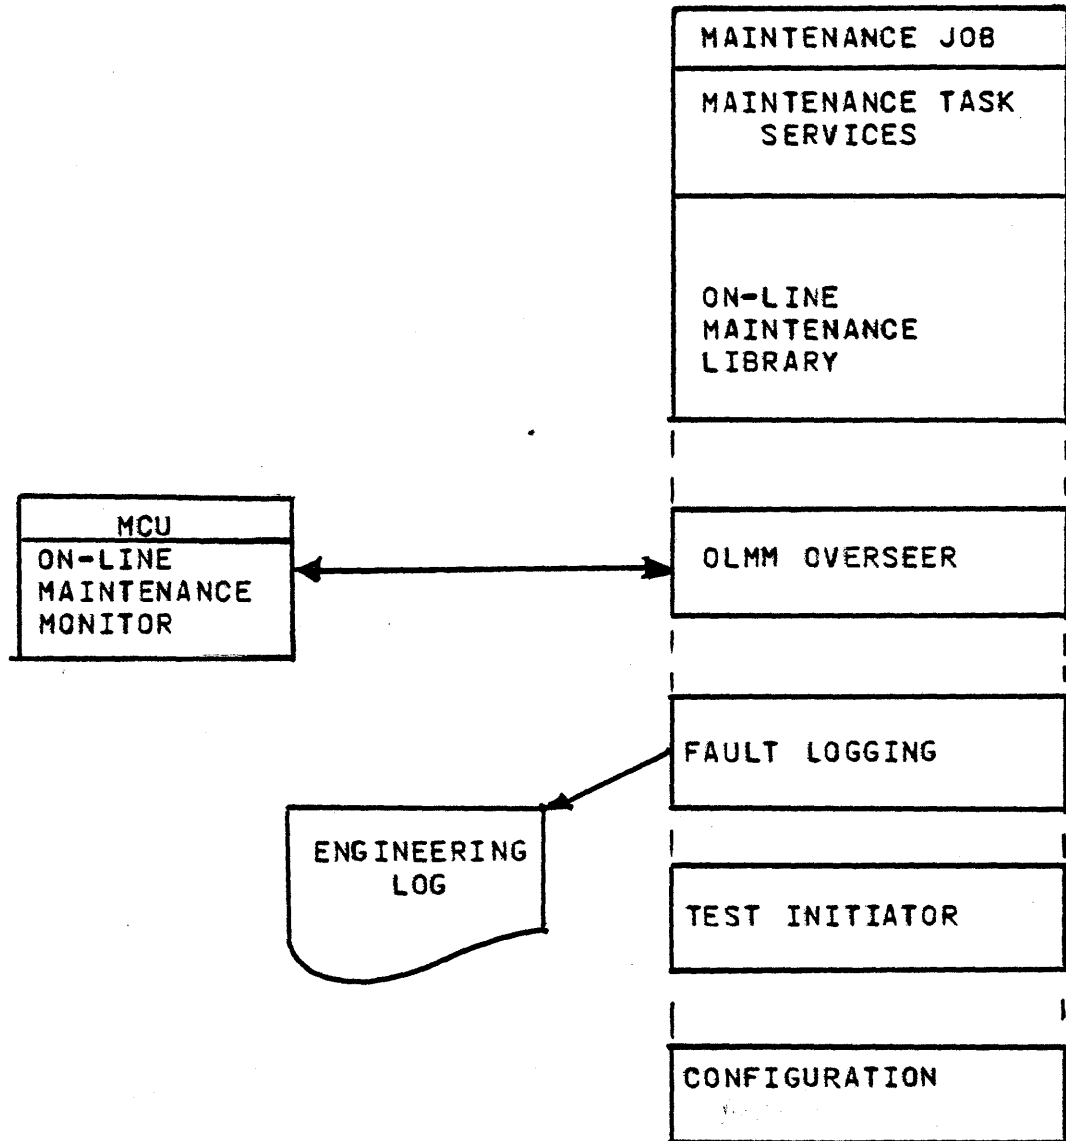 MAINTENANCE JOB
MAINTENANCE TASK
SERVICES
ON-LINE
MAINTENANCE
LIBRARY
MCU
ON-LINE
MAINTENANCE
MONITOR
OLMM OVERSEER
FAULT LOGGING
ENGINEERING
LOG
TEST INITIATOR
CONFIGURATION